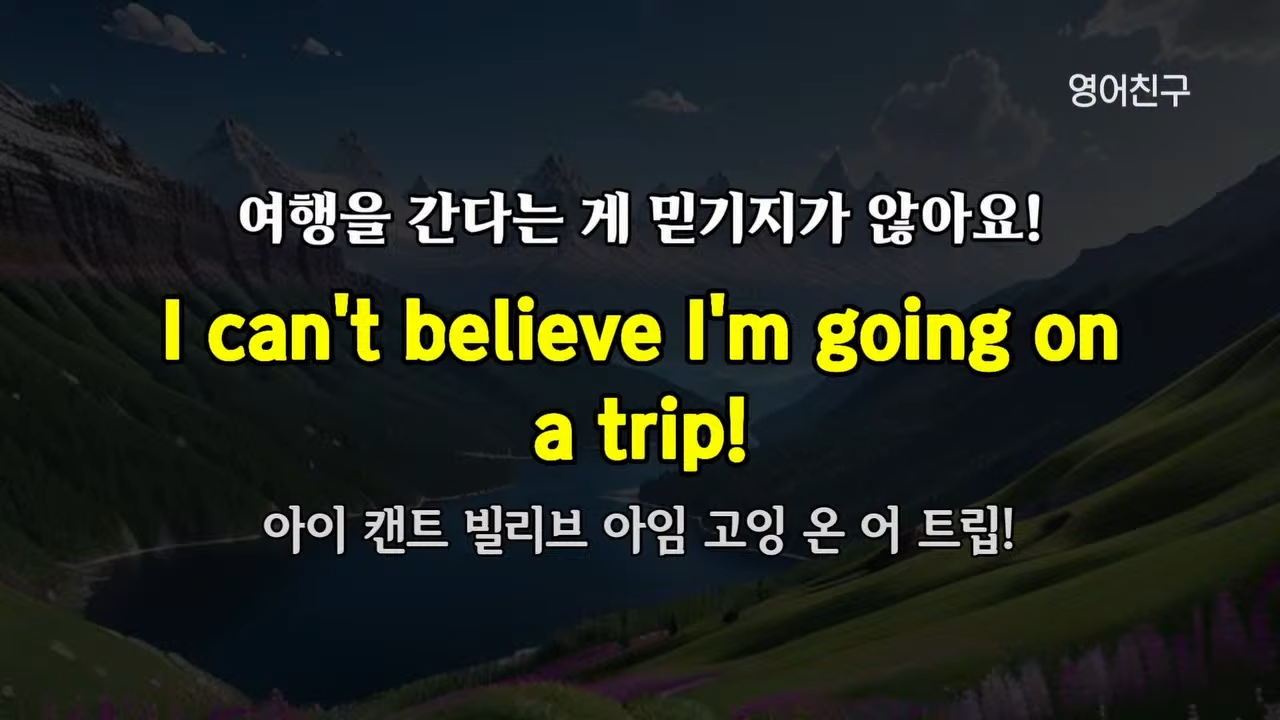 영어친구
여행을 간다는 게 믿기지가 않아요!
I can't believe I'm going on
a trip!
아이 캔트 빌리브 아임 고잉 온 어 트립!